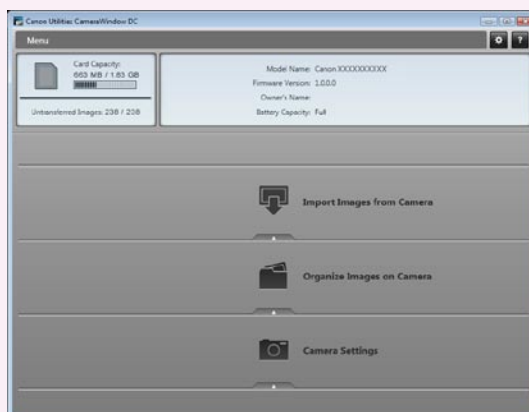 Canon Utilities CameraWindow DC
Menu
?
Card Capacity:
663 MB / 1.83 GB
Untransferred Images: 238 / 238
Model Name: Canon XXXXXXXXXX
Firmware Version: 1.0.0.0
Owner's Name:
Battery Capacity: Full
Import Images from Camera
Organize Images on Camera
Camera Settings